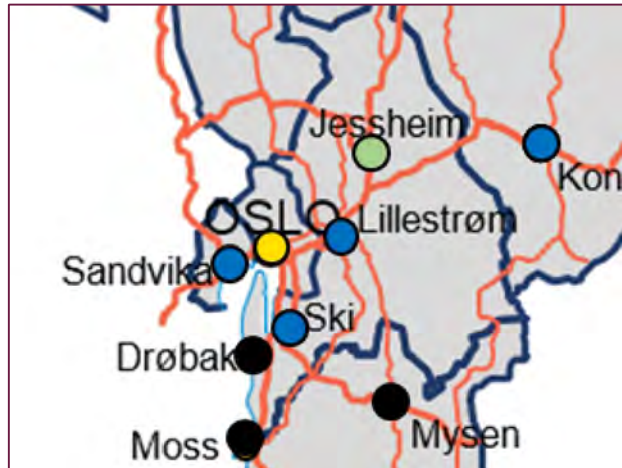 Jessheim
Kon
OSLO
Lillestrøm
Sandvika
Ski
Drøbak
Mysen
Moss